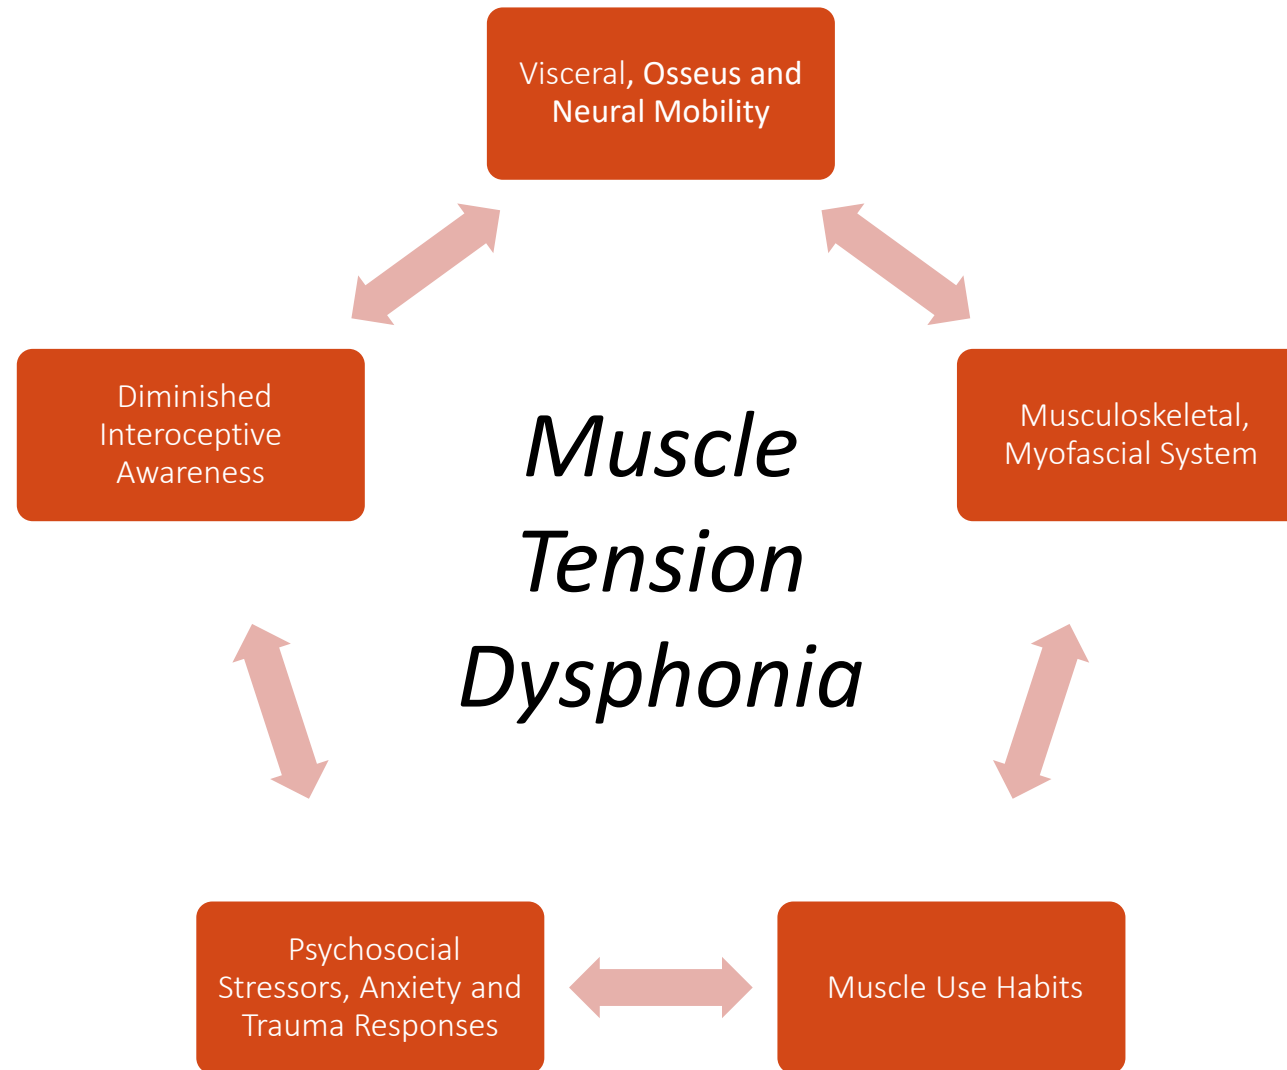 Visceral, Osseus and
Neural Mobility
Diminished
Interoceptive
Awareness
Musculoskeletal,
Myofascial System
Muscle
Tension
Dysphonia
Psychosocial
Stressors, Anxiety and
Trauma Responses
Muscle Use Habits